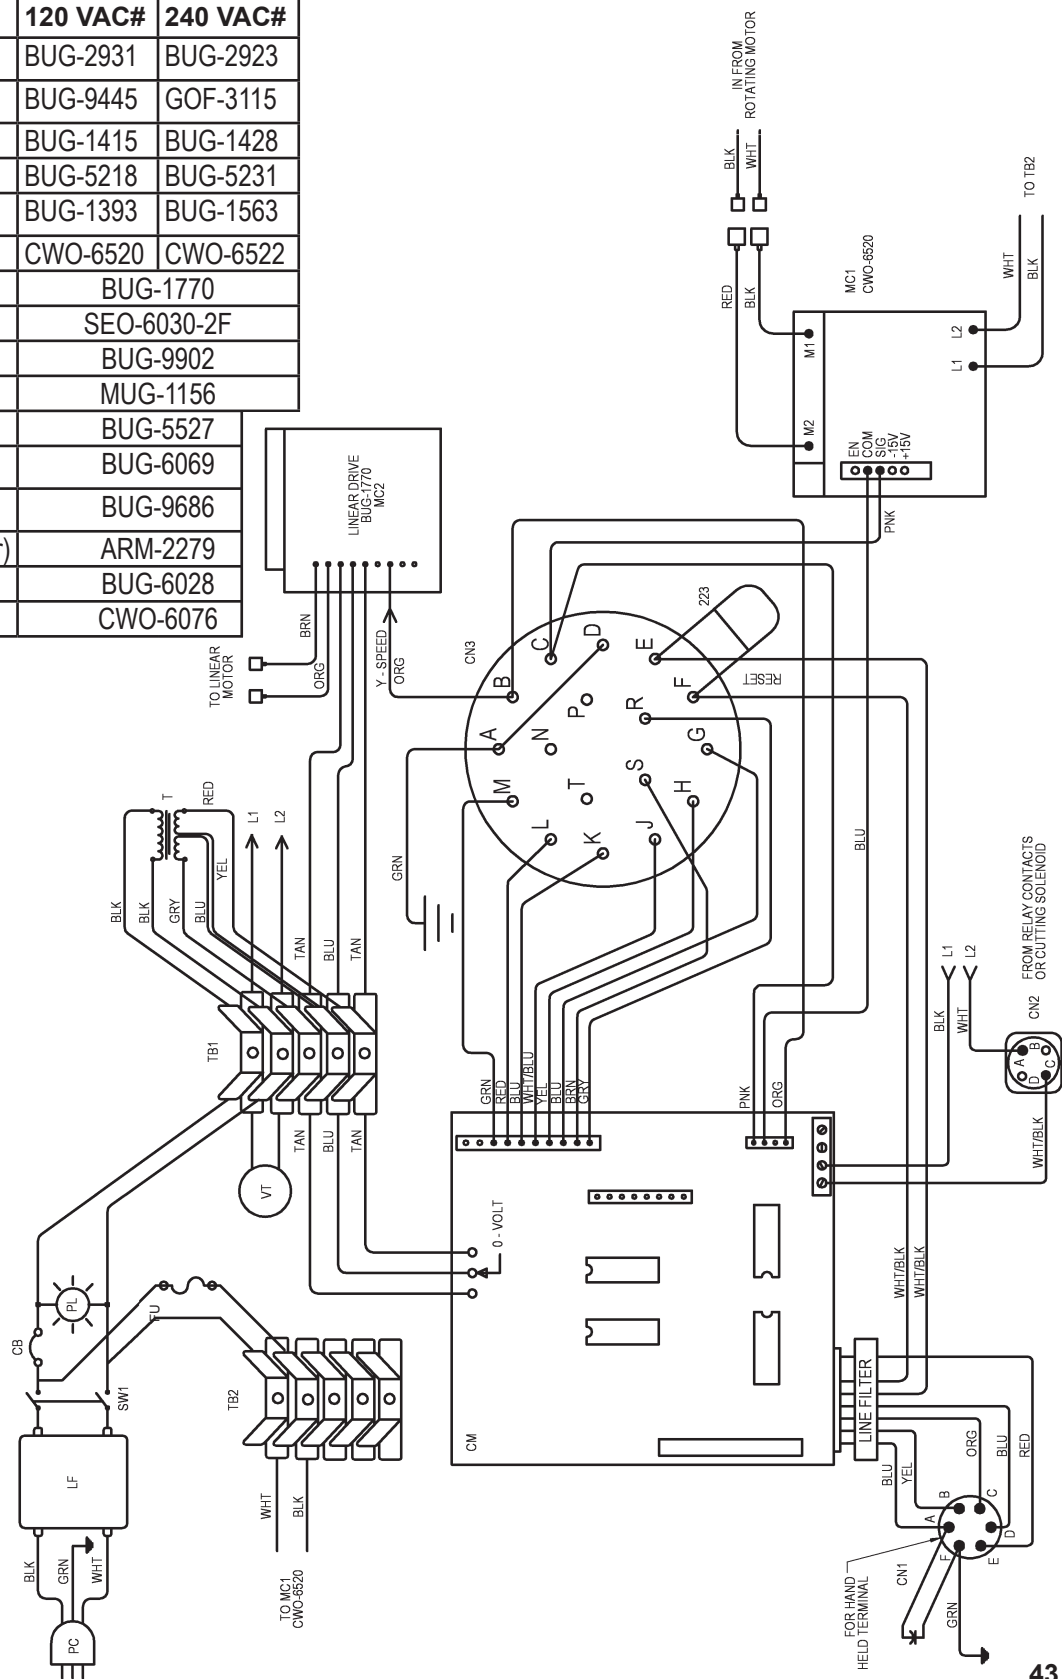 120 VAC# 240 VAC#
BUG-2931 BUG-2923
BUG-9445 GOF-3115
BUG-1415 BUG-1428
BUG-5218 BUG-5231
BUG-1393 BUG-1563
CWO-6520 CWO-6522
BUG-1770
SEO-6030-2F
BUG-9902
MUG-1156
BUG-5527
BUG-6069
BUG-9686
r) ARM-2279
BUG-6028
CWO-6076
IN FROM
ROTATING MOTOR
BLK
WHT
RED
BLK
MC1
CWO-6520
TO TB2
WHT
BLK
M1
M2
L2
L1
EN
COM
SIG
-15V
+15V
PNK
LINEAR DRIVE
BUG-1770
MC2
BRN
ORG
TO LINEAR
MOTOR
Y - SPEED
ORG
CN3
A
B
C
D
E
F
G
H
J
K
L
M
N
P
R
S
T
223
RESET
GRN
BLU
T
RED
YEL
BLK
BLK
GRY
BLU
L1
L2
TAN
BLU
TAN
TB1
TAN
BLU
TAN
VT
GRN
RED
BLU
WHT/BLU
YEL
BLU
BRN
GRY
PNK
ORG
0 - VOLT
CM
BLK
WHT
L1
L2
FROM RELAY CONTACTS
OR CUTTING SOLENOID
CN2
A
B
C
D
WHT/BLK
WHT/BLK
WHT/BLK
LINE FILTER
CB
PL
FU
SW1
LF
BLK
GRN
WHT
PC
TB2
WHT
BLK
TO MC1
CWO-6520
BLU
YEL
ORG
BLU
RED
A
B
C
D
E
F
CN1
FOR HAND
HELD TERMINAL
GRN
43